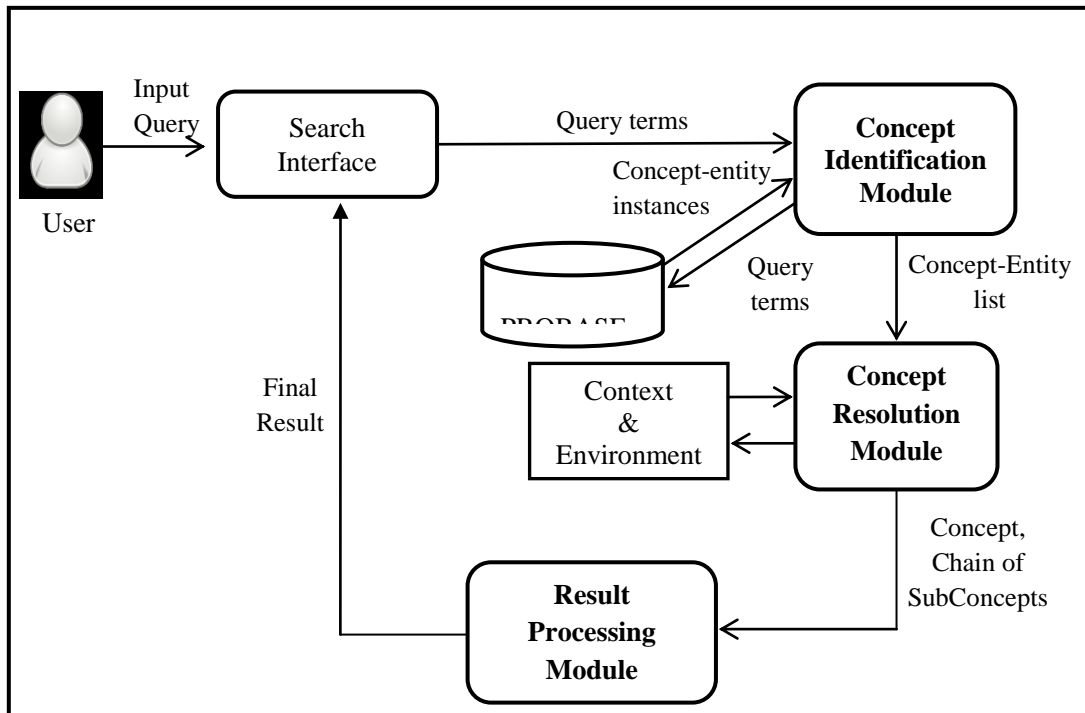 Input
Query
User
Search
Interface
Query terms
Concept
Identification
Module
Concept-entity
instances
Query
terms
PROBASE
Concept-Entity
list
Context
&
Environment
Concept
Resolution
Module
Final
Result
Concept,
Chain of
SubConcepts
Result
Processing
Module